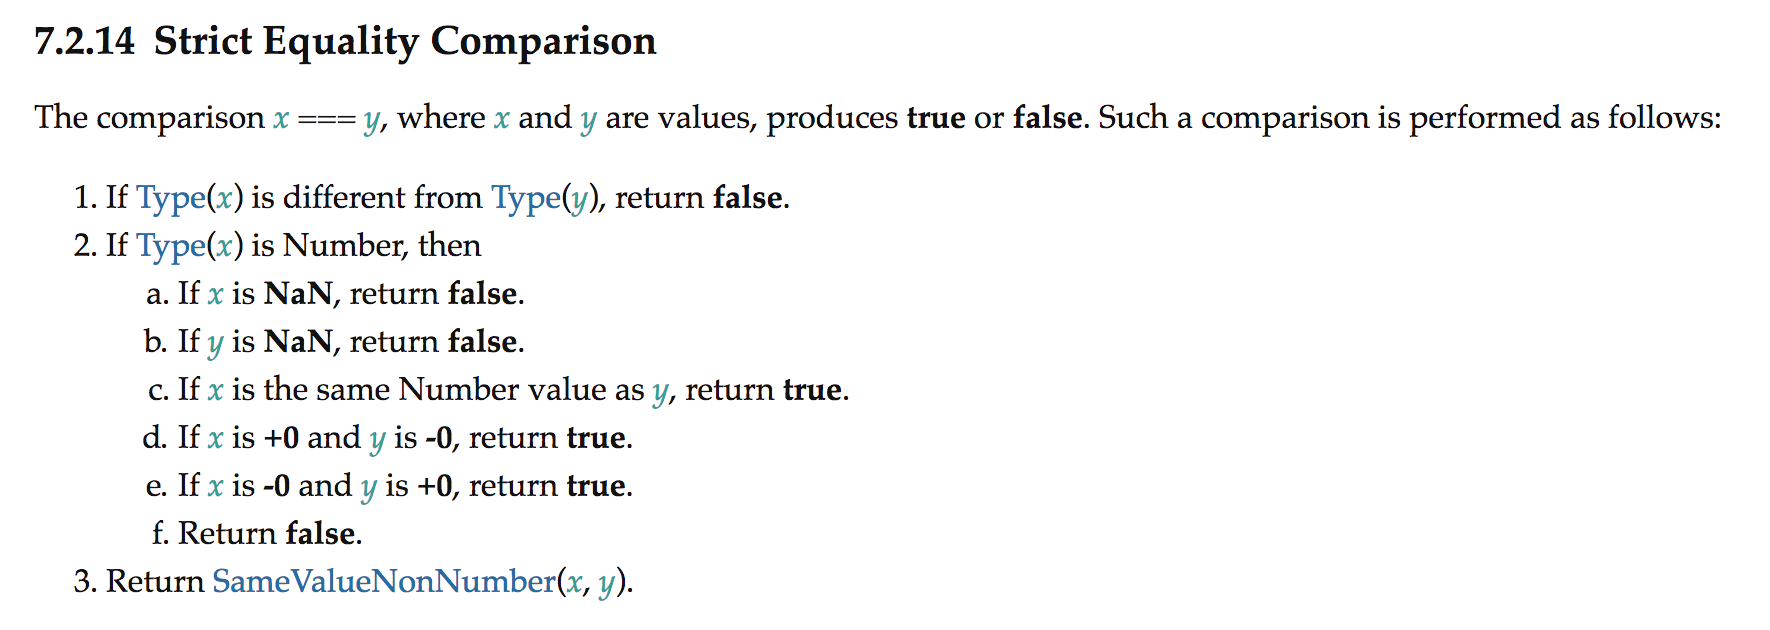 7.2.14 Strict Equality Comparison
The comparison x === y, where x and y are values, produces true or false. Such a comparison is performed as follows:
1. If Type(x) is different from Type(y), return false.
2. If Type(x) is Number, then
a. If x is NaN, return false.
b. If y is NaN, return false.
c. If x is the same Number value as y, return true.
d. If x is +0 and y is -0, return true.
e. If x is -0 and y is +0, return true.
f. Return false.
3. Return SameValueNonNumber(x, y).